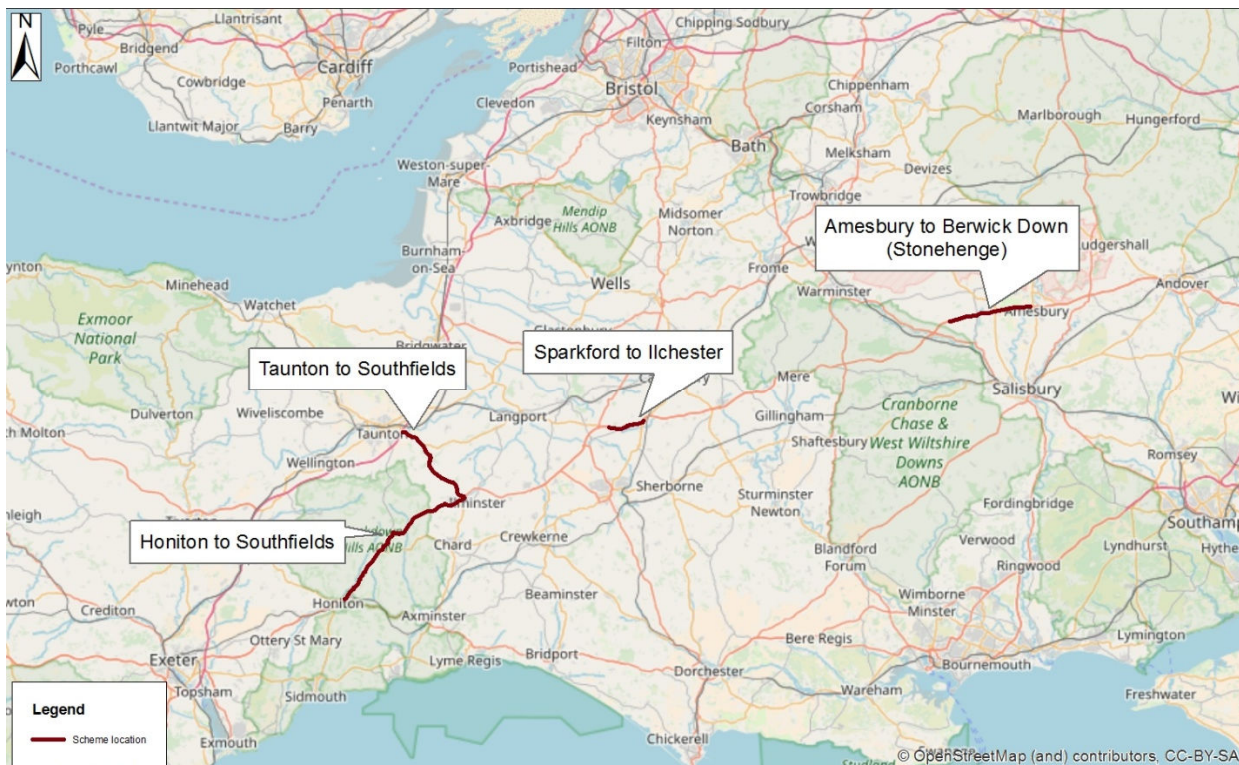 N
Pyle
Bridgend
Porthcawl
Llantrisant
Cowbridge
Cardiff
Penarth
Llantwit Major
Barry
Caerphilly
Portishead
Clevedon
Filton
Bristol
Keynsham
Chipping Sodbury
Bath
Chippenham
Corsham
Melksham
Devizes
Trowbridge
Marlborough
Hungerford
Weston-super-
Mare
Axbridge
Mendip
Hills AONB
Midsomer
Norton
Burnham-
on-Sea
Wells
Frome
Warminster
Amesbury to Berwick Down
(Stonehenge)
Amesbury
Andover
Minehead
Watchet
Exmoor
National
Park
Taunton to Southfields
Sparkford to Ilchester
Mere
Gillingham
Shaftesbury
Salisbury
Cranborne
Chase &
West Wiltshire
Downs
AONB
Dulverton
Wiveliscombe
Taunton
Wellington
Langport
Sherborne
Sturminster
Newton
Fordingbridge
Romsey
Honiton to Southfields
Chard
Crewkerne
Blandford
Forum
Verwood
Ringwood
Lyndhurst
Crediton
Honiton
Axminster
Beaminster
Wimborne
Minster
Ottery St Mary
Lyme Regis
Bridport
Bere Regis
Lymington
Exeter
Topsham
Sidmouth
Exmouth
Dorchester
Wareham
Bournemouth
Freshwater
Chickerell
Legend
Scheme location
© OpenStreetMap (and) contributors, CC-BY-SA